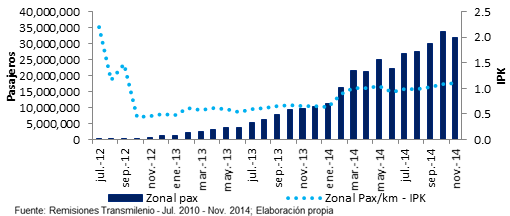 40,000,000
35,000,000
30,000,000
25,000,000
20,000,000
15,000,000
10,000,000
5,000,000
0
Pasajeros
2.5
2.0
1.5
1.0
0.5
0.0
IPK
jul.-12
sep.-12
nov.-12
ene.-13
mar.-13
may.-13
jul.-13
sep.-13
nov.-13
ene.-14
mar.-14
may.-14
jul.-14
sep.-14
nov.-14
Zonal pax
Zonal Pax/km - IPK
Fuente: Remisiones Transmilenio - Jul. 2010 - Nov. 2014; Elaboración propia